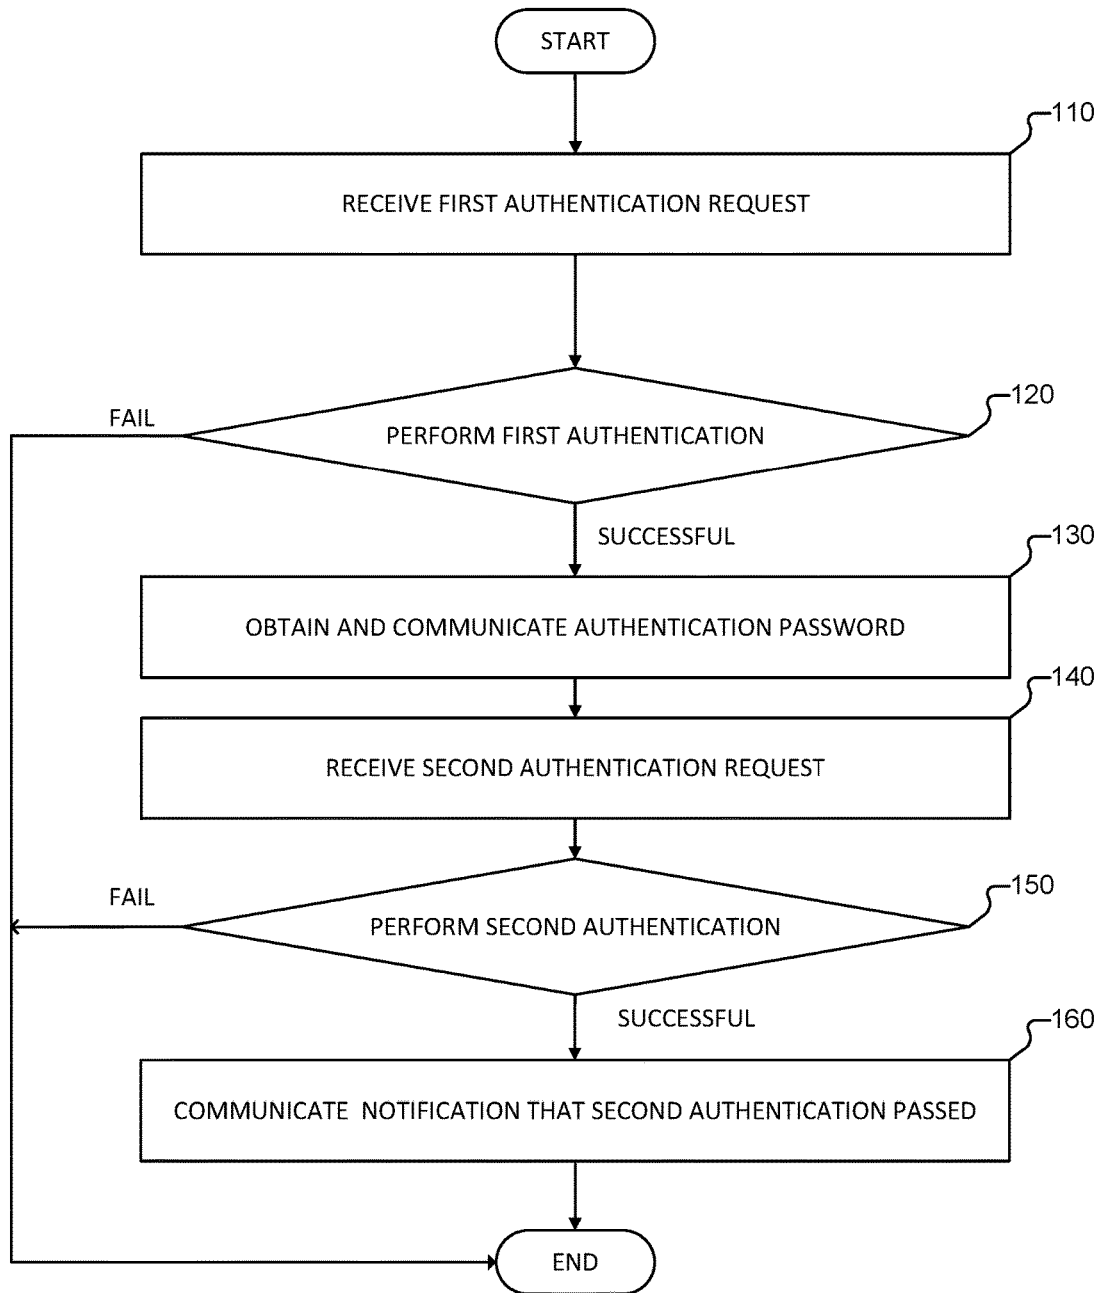 START
110
RECEIVE FIRST AUTHENTICATION REQUEST
120
FAIL
PERFORM FIRST AUTHENTICATION
SUCCESSFUL
130
OBTAIN AND COMMUNICATE AUTHENTICATION PASSWORD
140
RECEIVE SECOND AUTHENTICATION REQUEST
150
FAIL
PERFORM SECOND AUTHENTICATION
SUCCESSFUL
160
COMMUNICATE NOTIFICATION THAT SECOND AUTHENTICATION PASSED
END